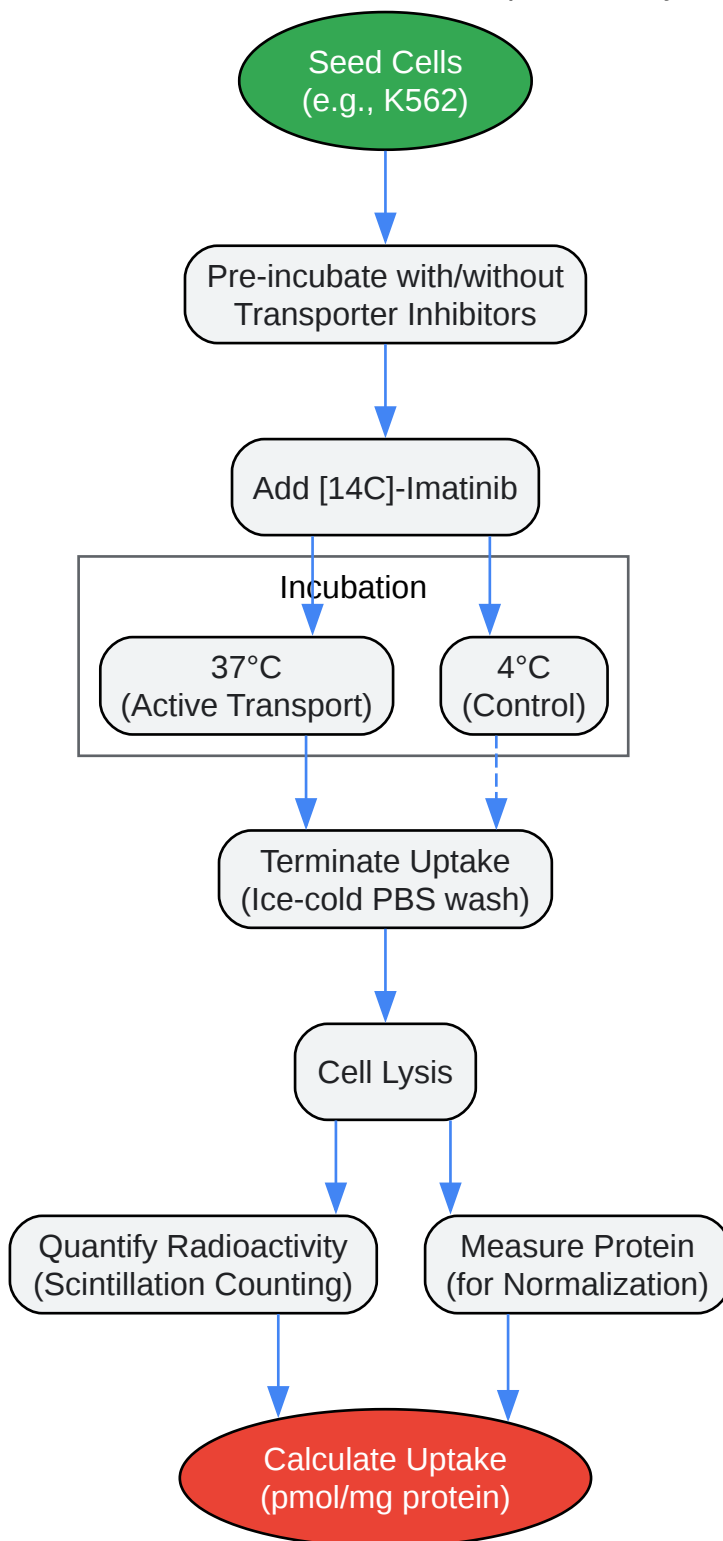 Seed Cells
(e.g., K562)
Pre-incubate with/without
Transporter Inhibitors
Add [14C]-Imatinib
Incubation
37°C
(Active Transport)
4°C
(Control)
Terminate Uptake
(Ice-cold PBS wash)
Cell Lysis
Quantify Radioactivity
(Scintillation Counting)
Measure Protein
(for Normalization)
Calculate Uptake
(pmol/mg protein)